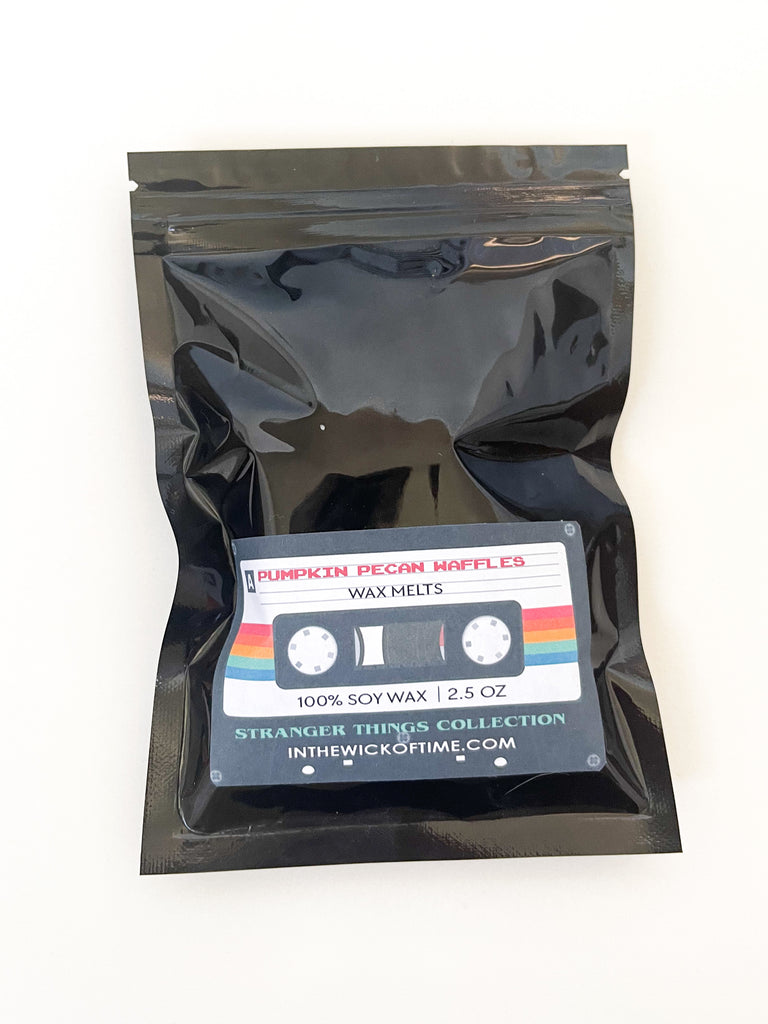 A PUMPKIN PECAN WAFFLES
WAX MELTS
100% SOY WAX | 2.5 OZ
STRANGER THINGS COLLECTION
INTHEWICKOFTIME.COM